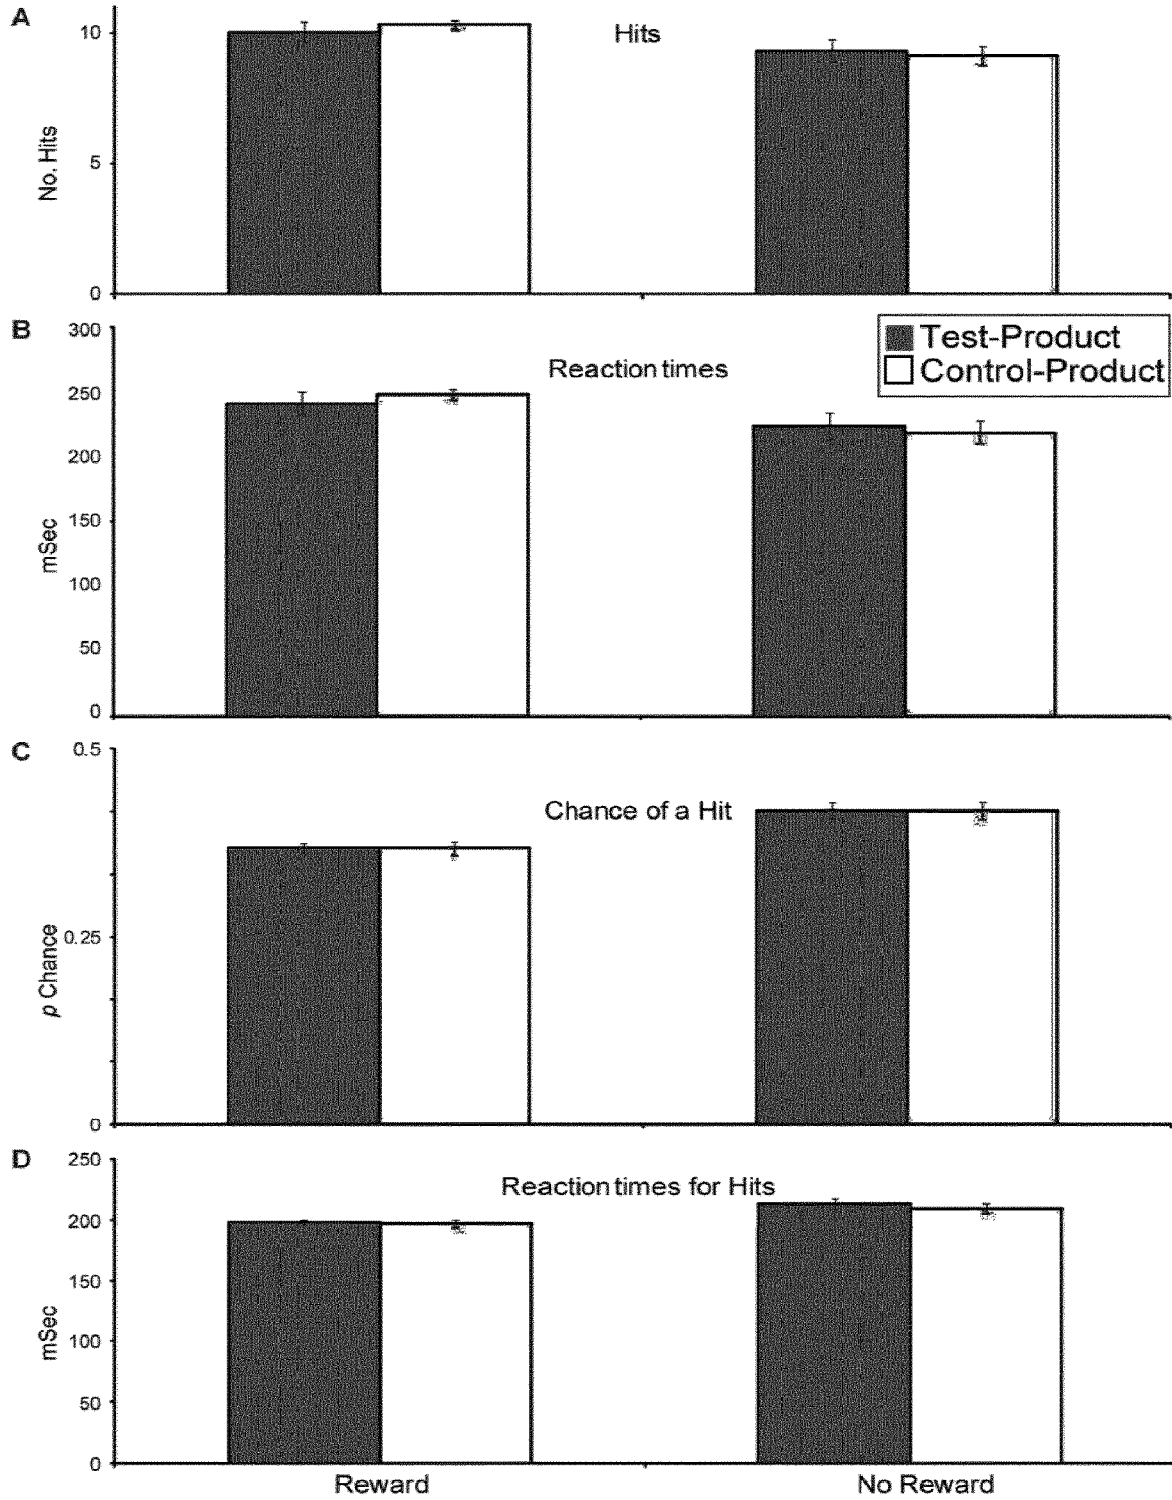 A
Hits
10
5
0
No. Hits
B
Test-Product
Control-Product
Reaction times
300
250
200
150
100
50
0
mSec
C
Chance of a Hit
0.5
0.25
0
p Chance
D
Reaction times for Hits
250
200
150
100
50
0
mSec
Reward No Reward